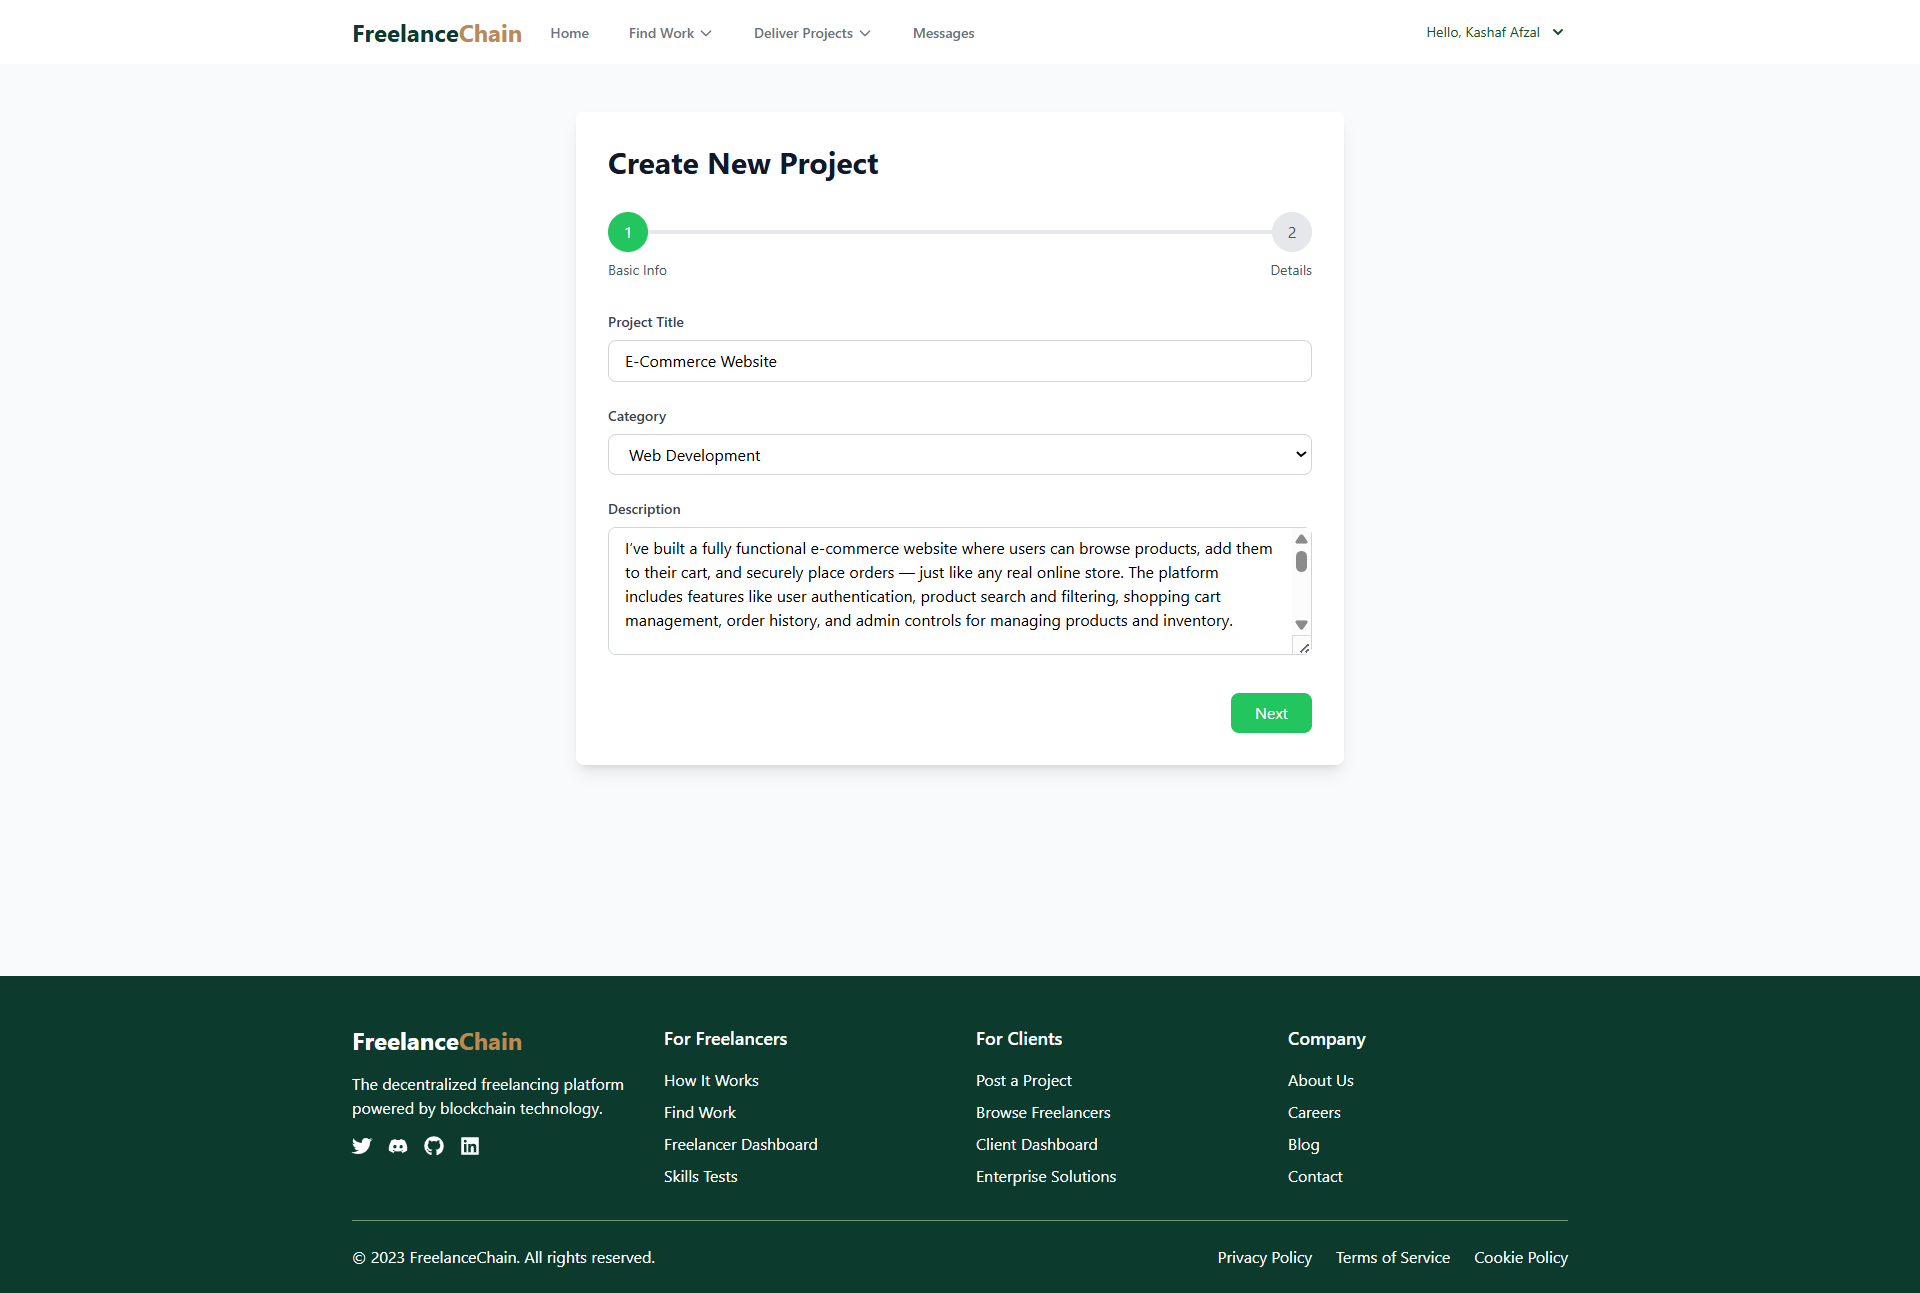 FreelanceChain Home Find Work Deliver Projects Messages Hello, Kashaf Afzal
Create New Project
1 2
Basic Info Details
Project Title
E-Commerce Website
Category
Web Development
Description
I've built a fully functional e-commerce website where users can browse products, add them
to their cart, and securely place orders — just like any real online store. The platform
includes features like user authentication, product search and filtering, shopping cart
management, order history, and admin controls for managing products and inventory.
Next
FreelanceChain
The decentralized freelancing platform
powered by blockchain technology.
For Freelancers
How It Works
Find Work
Freelancer Dashboard
Skills Tests
For Clients
Post a Project
Browse Freelancers
Client Dashboard
Enterprise Solutions
Company
About Us
Careers
Blog
Contact
© 2023 FreelanceChain. All rights reserved.
Privacy Policy Terms of Service Cookie Policy